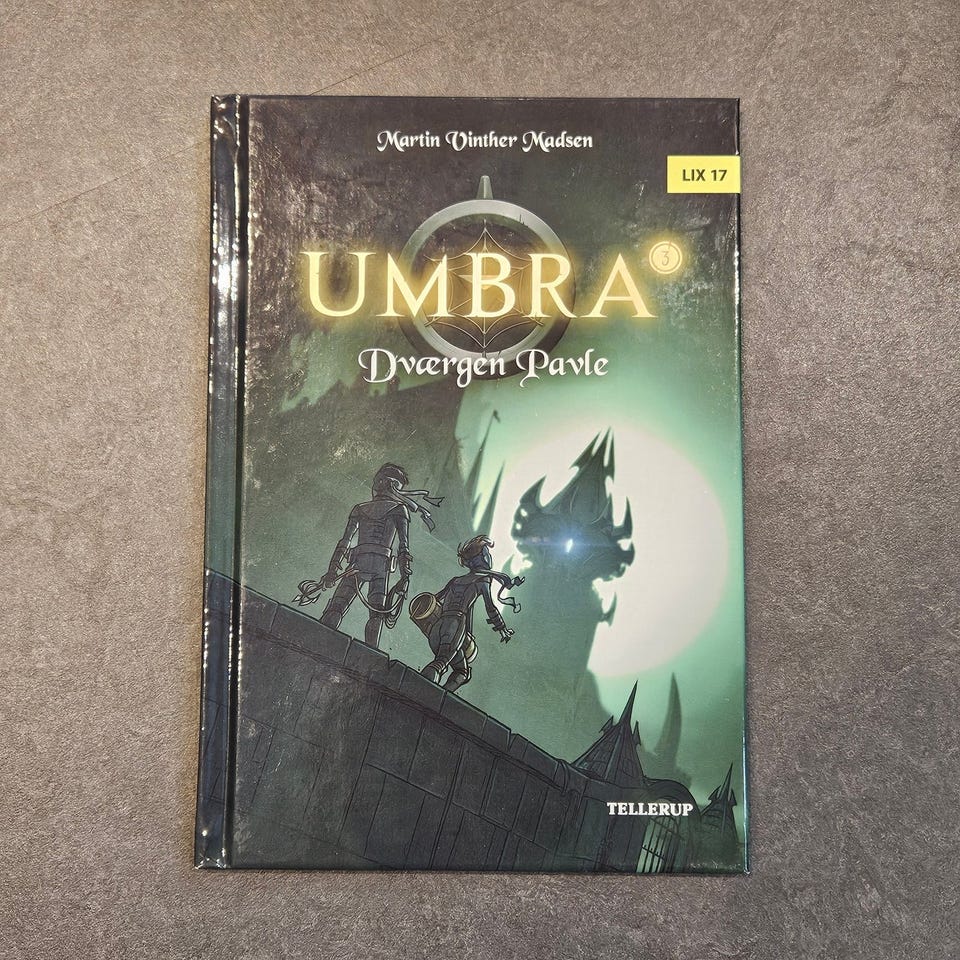 Martin Vinther Madsen
LIX 17
UMBRA 3
Dværgen Pavle
TELLERUP